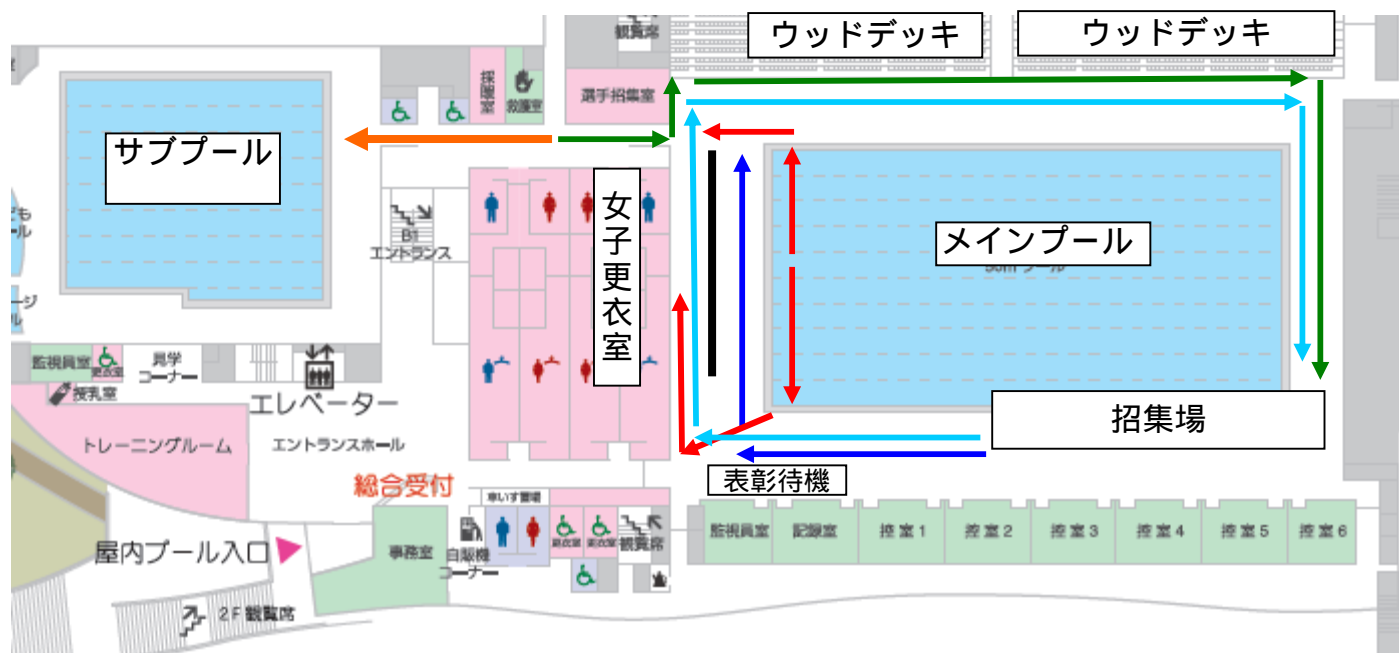 観覧席
ウッドデッキ
ウッドデッキ
採暖室
救護室
選手招集室
サブプール
女子更衣室
メインプール
B1
エントランス
監視員室
更衣室
見学
コーナー
授乳室
エレベーター
トレーニングルーム
エントランスホール
招集場
総合受付
車いす置場
表彰待機
屋内プール入口
事務室
自販機
コーナー
更衣室
更衣室
観覧席
監視員室
記録室
控室1
控室2
控室3
控室4
控室5
控室6
2F観覧席